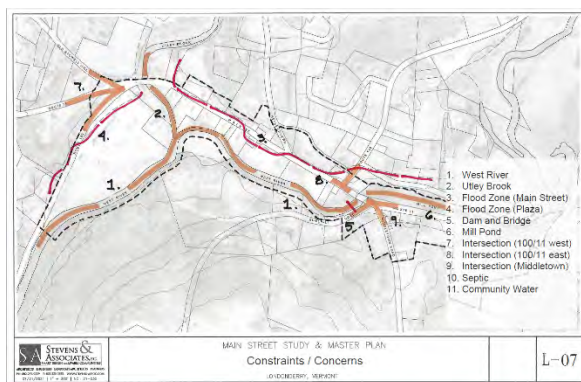 7.
2.
4.
3.
1.
8.
1.
5
9.
6.
1. West River
2. Utley Brook
3. Flood Zone (Main Street)
4. Flood Zone (Plaza)
5. Dam and Bridge
6. Mill Pond
7. Intersection (100/11 west)
8. Intersection (100/11 east)
9. Intersection (Middletown)
10. Septic
11. Community Water
SA STEVENS & ASSOCIATES, P.C.
MAIN STREET STUDY & MASTER PLAN
Constraints / Concerns
LONDONDERRY, VERMONT
L-07